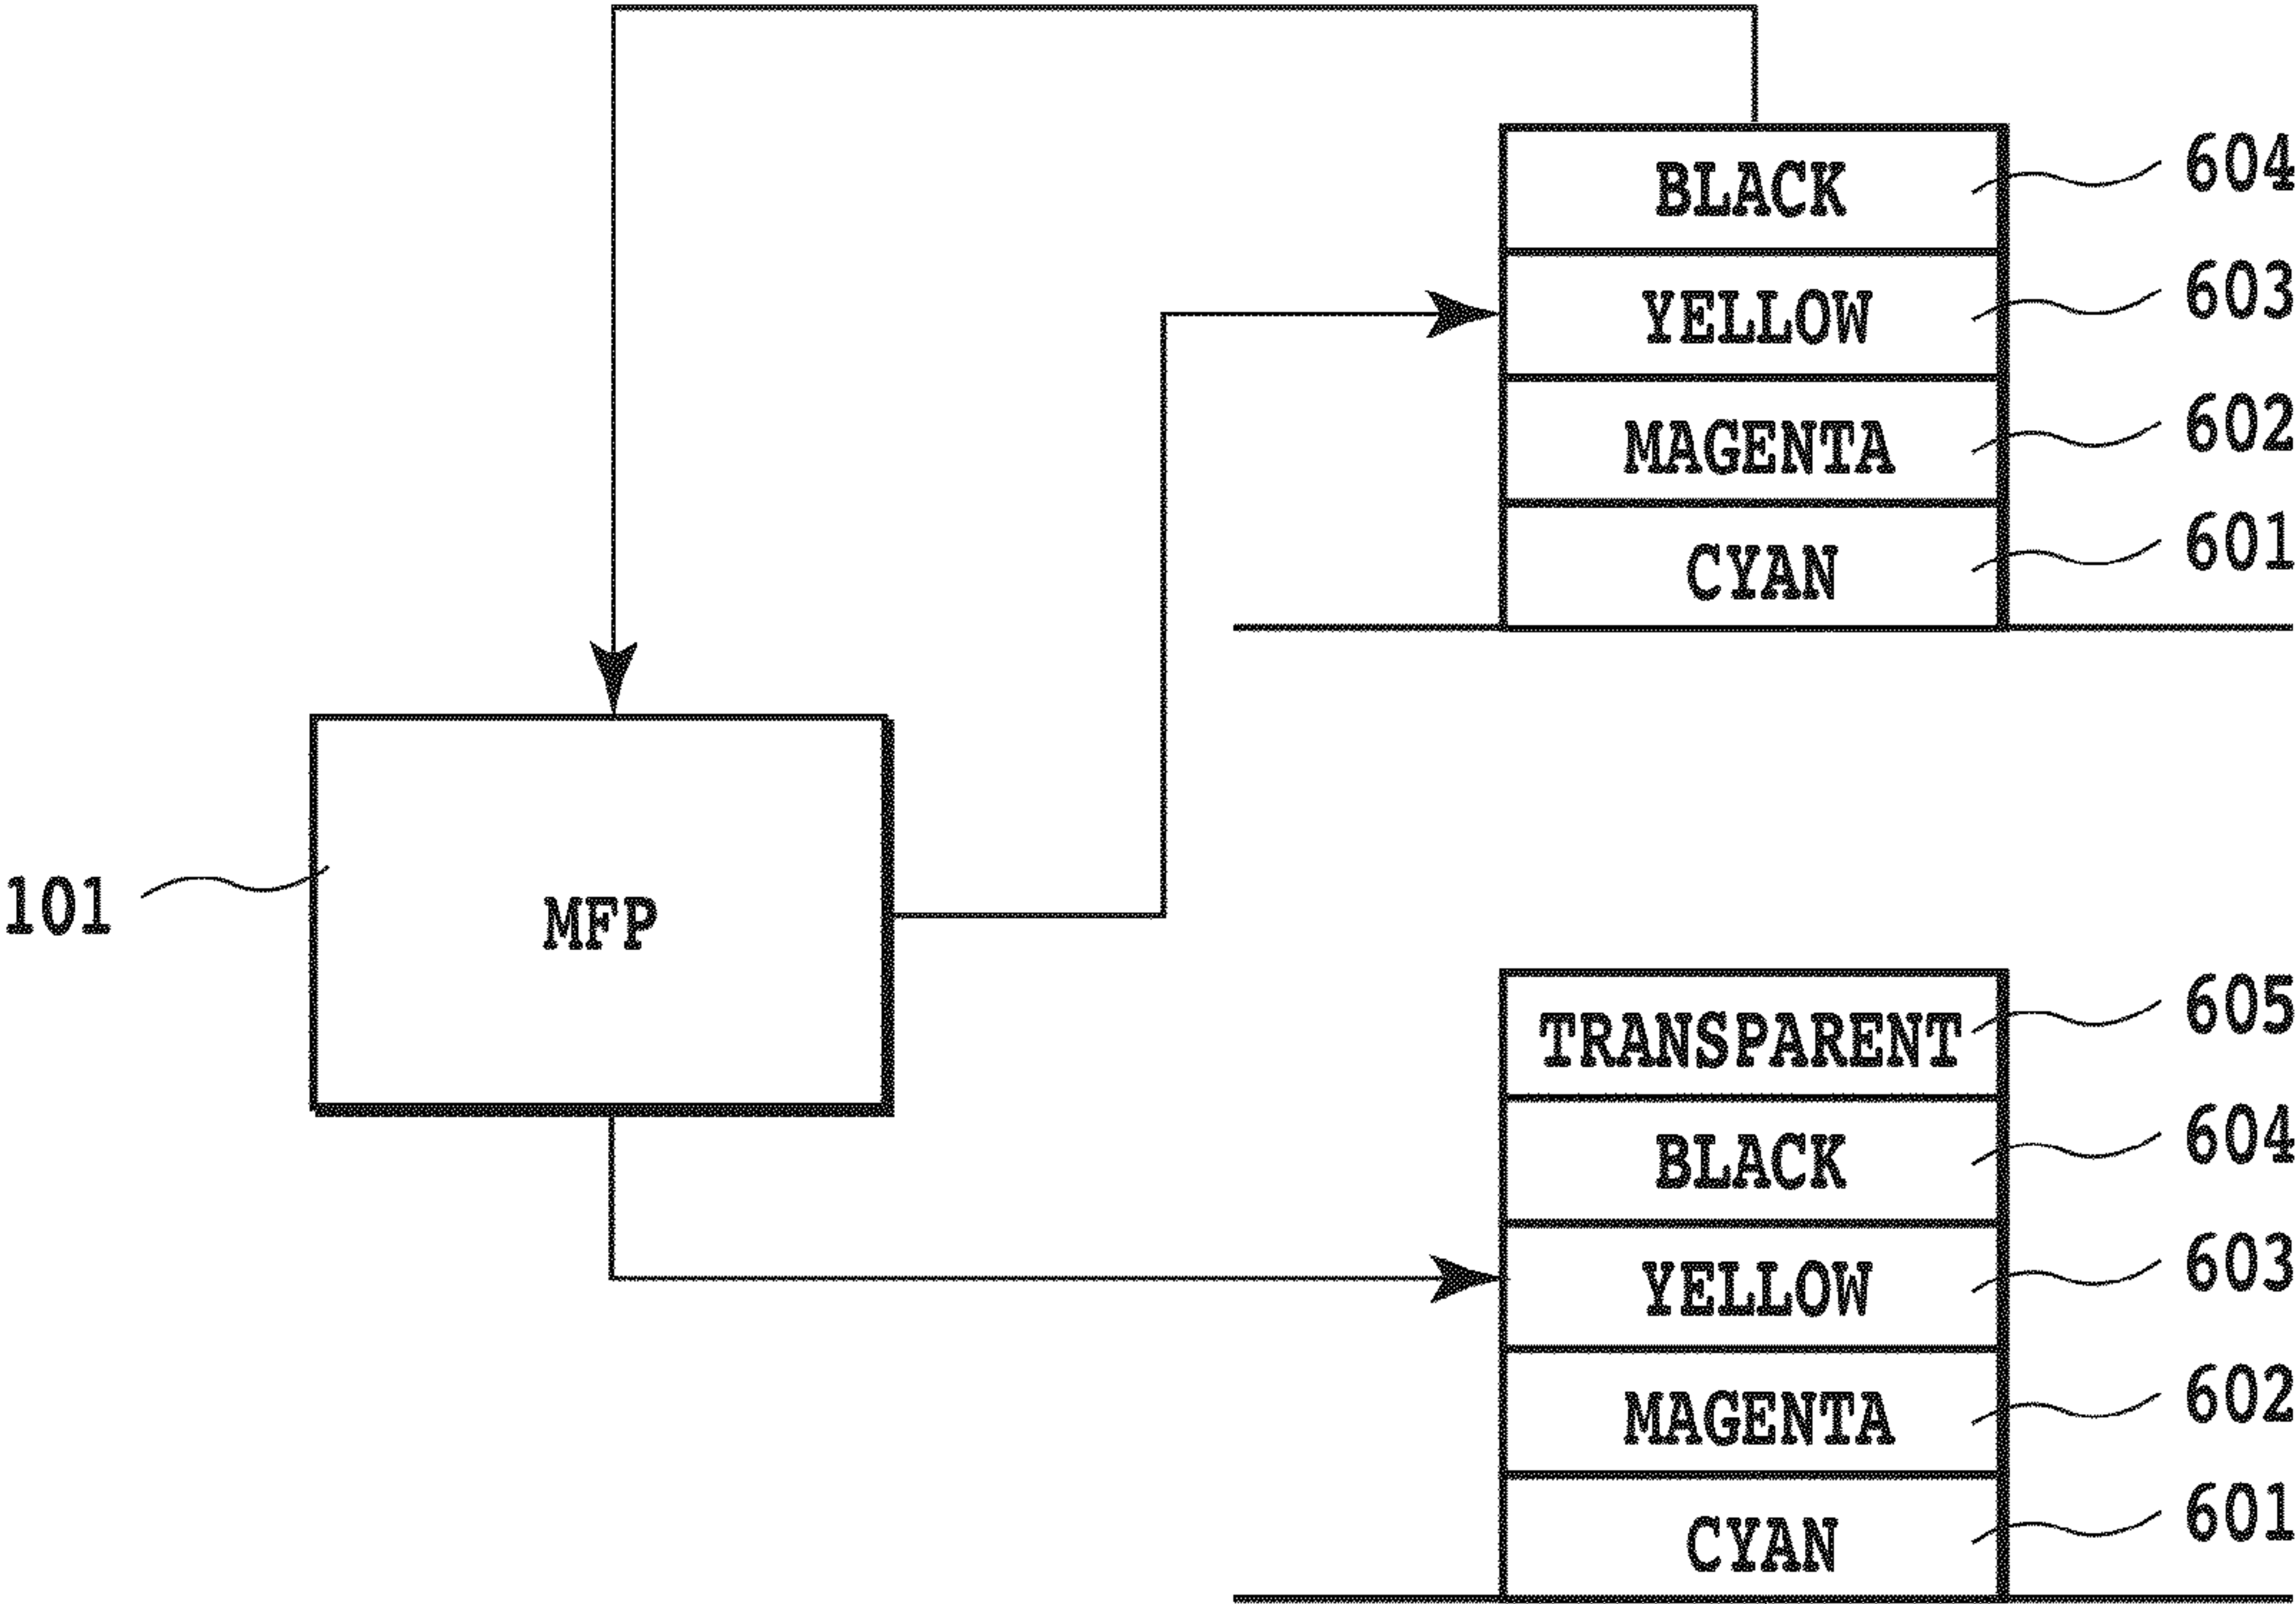 BLACK 604
YELLOW 603
MAGENTA 602
CYAN 601
101 MFP
TRANSPARENT 605
BLACK 604
YELLOW 603
MAGENTA 602
CYAN 601